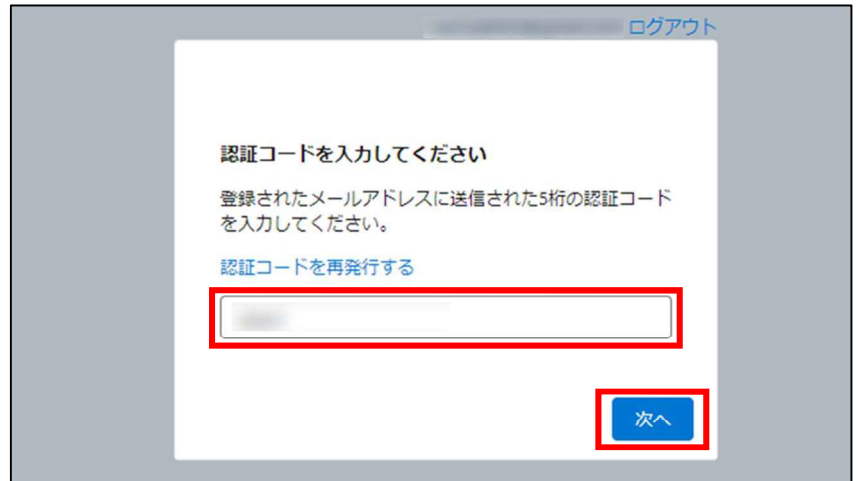 ログアウト
認証コードを入力してください
登録されたメールアドレスに送信された5桁の認証コード
を入力してください。
認証コードを再発行する
次へ